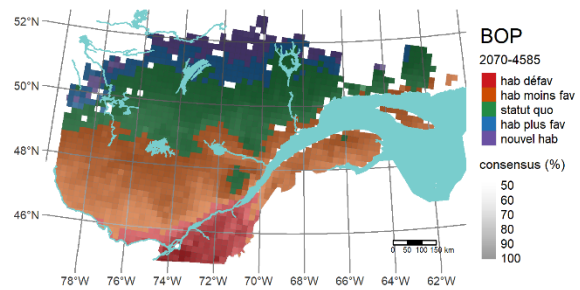 BOP
2070-4585
hab défav
hab moins fav
statut quo
hab plus fav
nouvel hab
consensus (%)
50
60
70
80
90
100
52°N
50°N
48°N
46°N
0 50 100 150 km
78°W 76°W 74°W 72°W 70°W 68°W 66°W 64°W 62°W